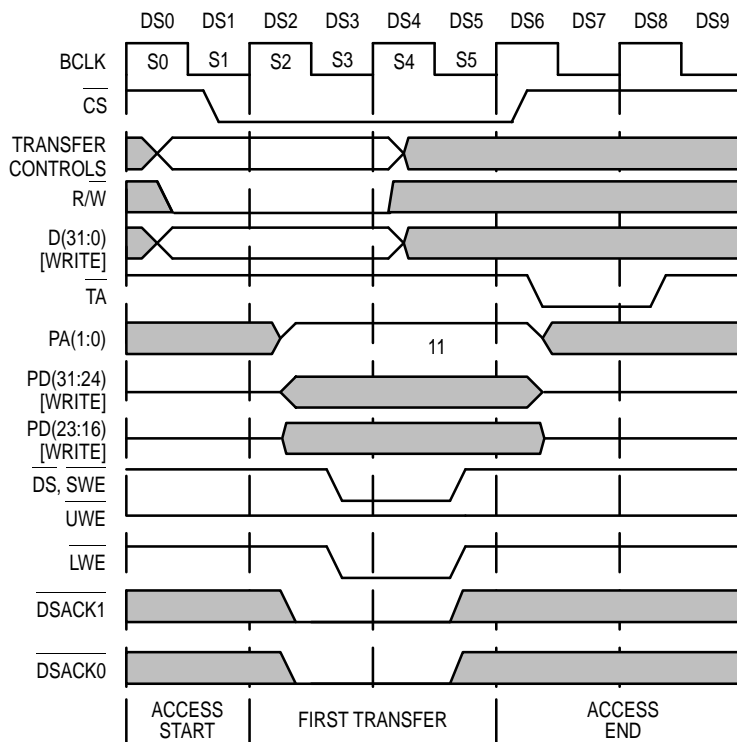 DS0 DS1 DS2 DS3 DS4 DS5 DS6 DS7 DS8 DS9
BCLK S0 S1 S2 S3 S4 S5
CS
TRANSFER
CONTROLS
R/W
D(31:0)
[WRITE]
TA
PA(1:0) 11
PD(31:24)
[WRITE]
PD(23:16)
[WRITE]
DS, SWE
UWE
LWE
DSACK1
DSACK0
ACCESS
START
FIRST TRANSFER
ACCESS
END